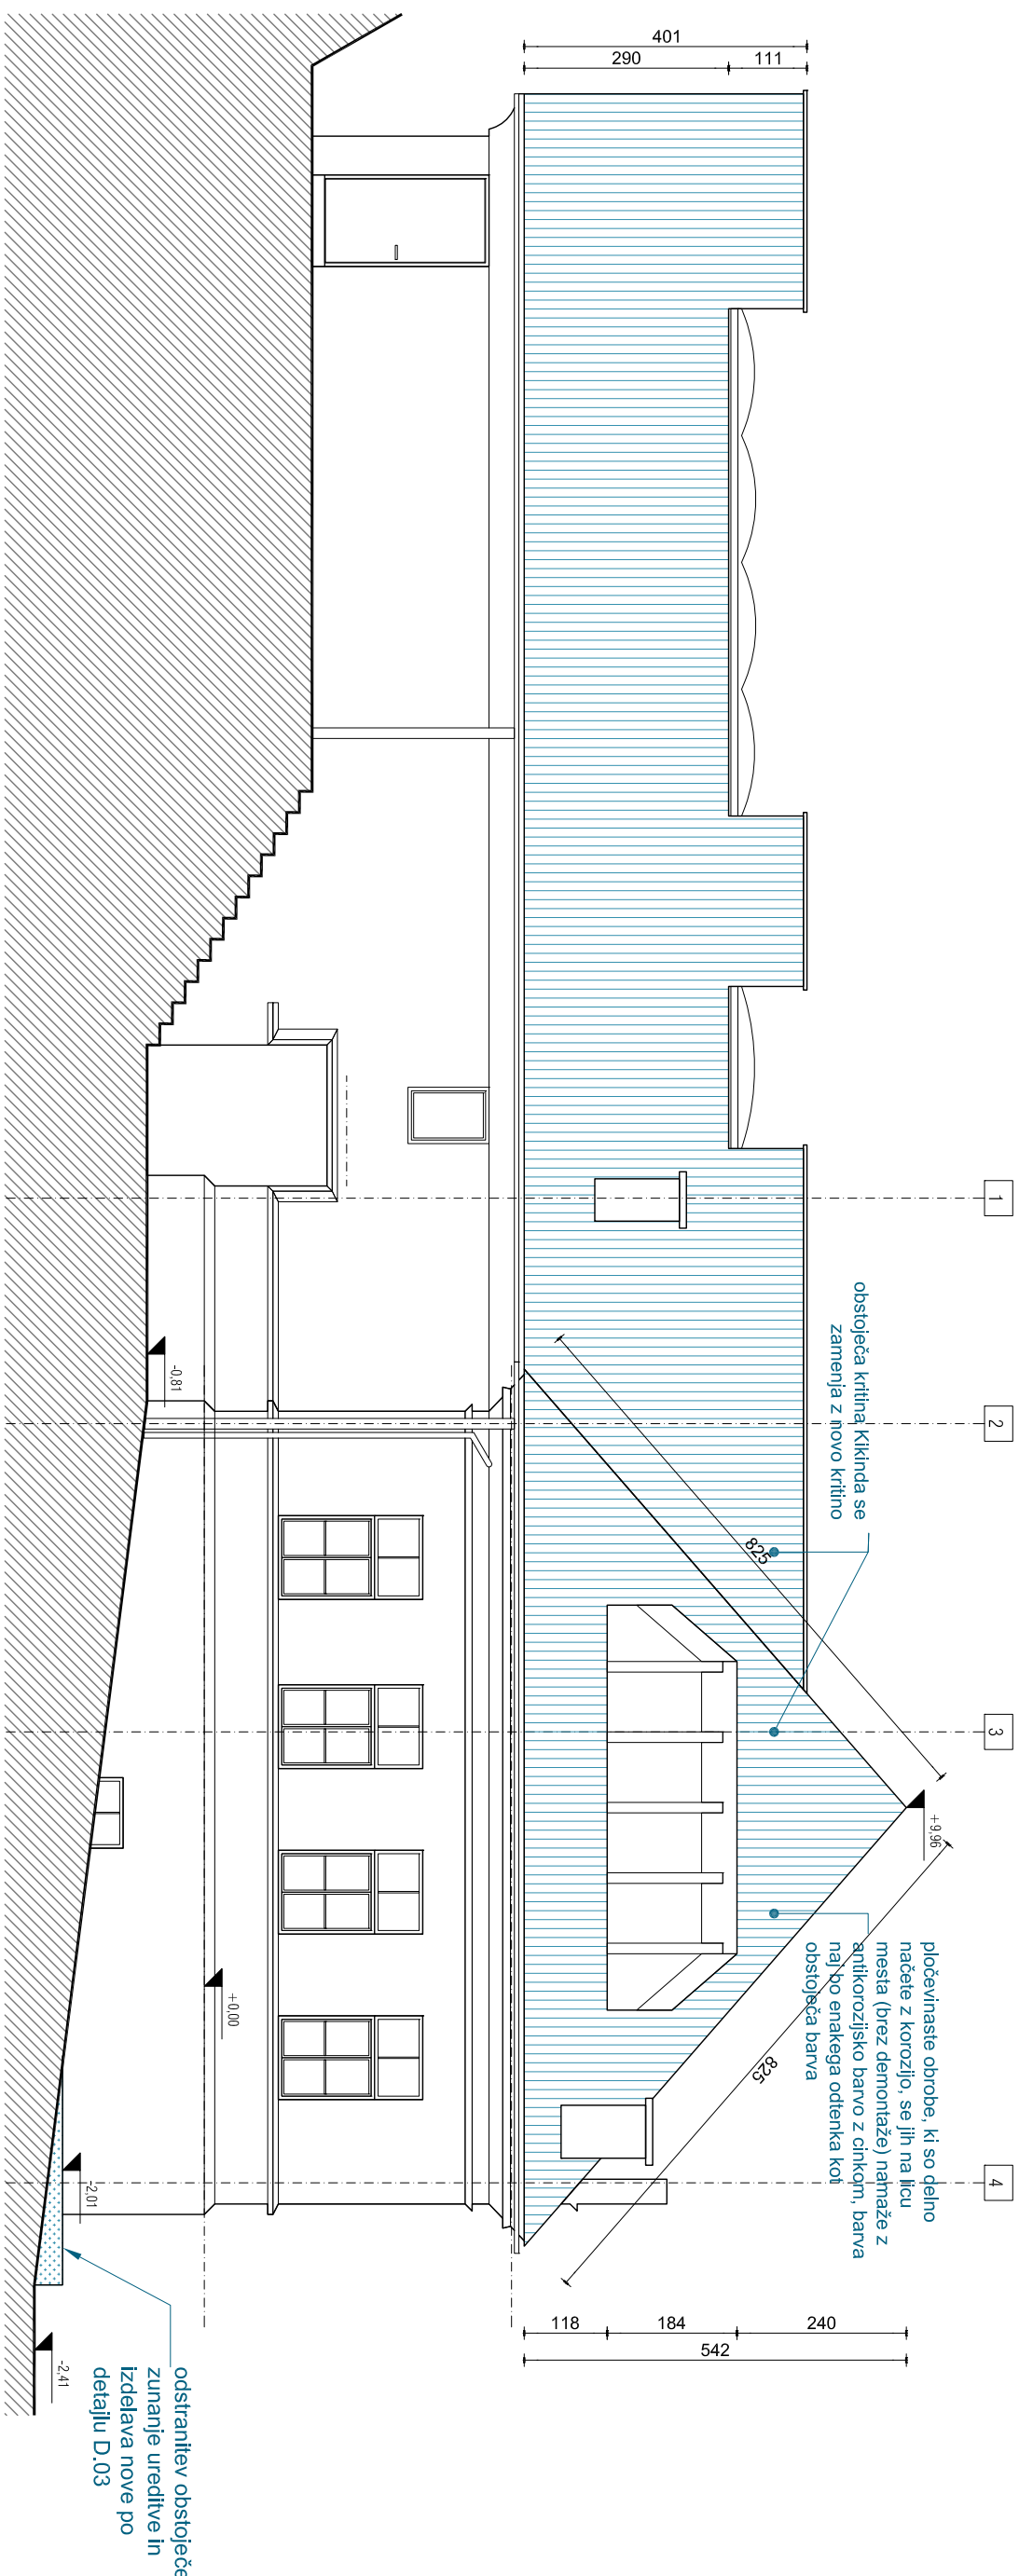 401
290
111
1
2
3
4
obstoječa kritina Kikinda se
zamenja z novo kritino
825
+9,96
pločevinaste obrobe, ki so delno
načete z korozijo, se jih na licu
mesta (brez demontaže) namaže z
antikorozijsko barvo z cinkom, barva
naj bo enakega odtenka kot
obstoječa barva
825
118
184
240
542
-0,81
+0,00
-2,01
-2,41
odstranitev obstoječe
zunanje ureditve in
izdelava nove po
detajlu D.03